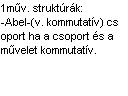 1műv. struktúrák:
-Abel-(v. kommutatív) cs
oport ha a csoport és a
művelet kommutatív.